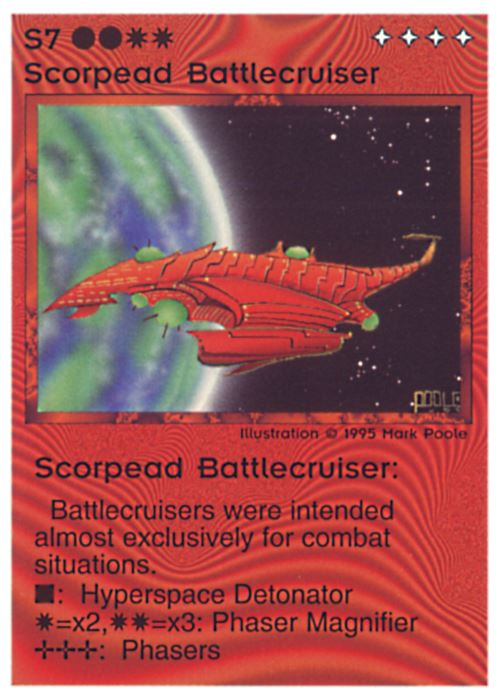 S7 ●●✷✷ ✧✧✧✧
Scorpead Battlecruiser
POOLE
Illustration © 1995 Mark Poole
Scorpead Battlecruiser:
Battlecruisers were intended
almost exclusively for combat
situations.
■: Hyperspace Detonator
✷=x2,✷✷=x3: Phaser Magnifier
✛✛✛: Phasers